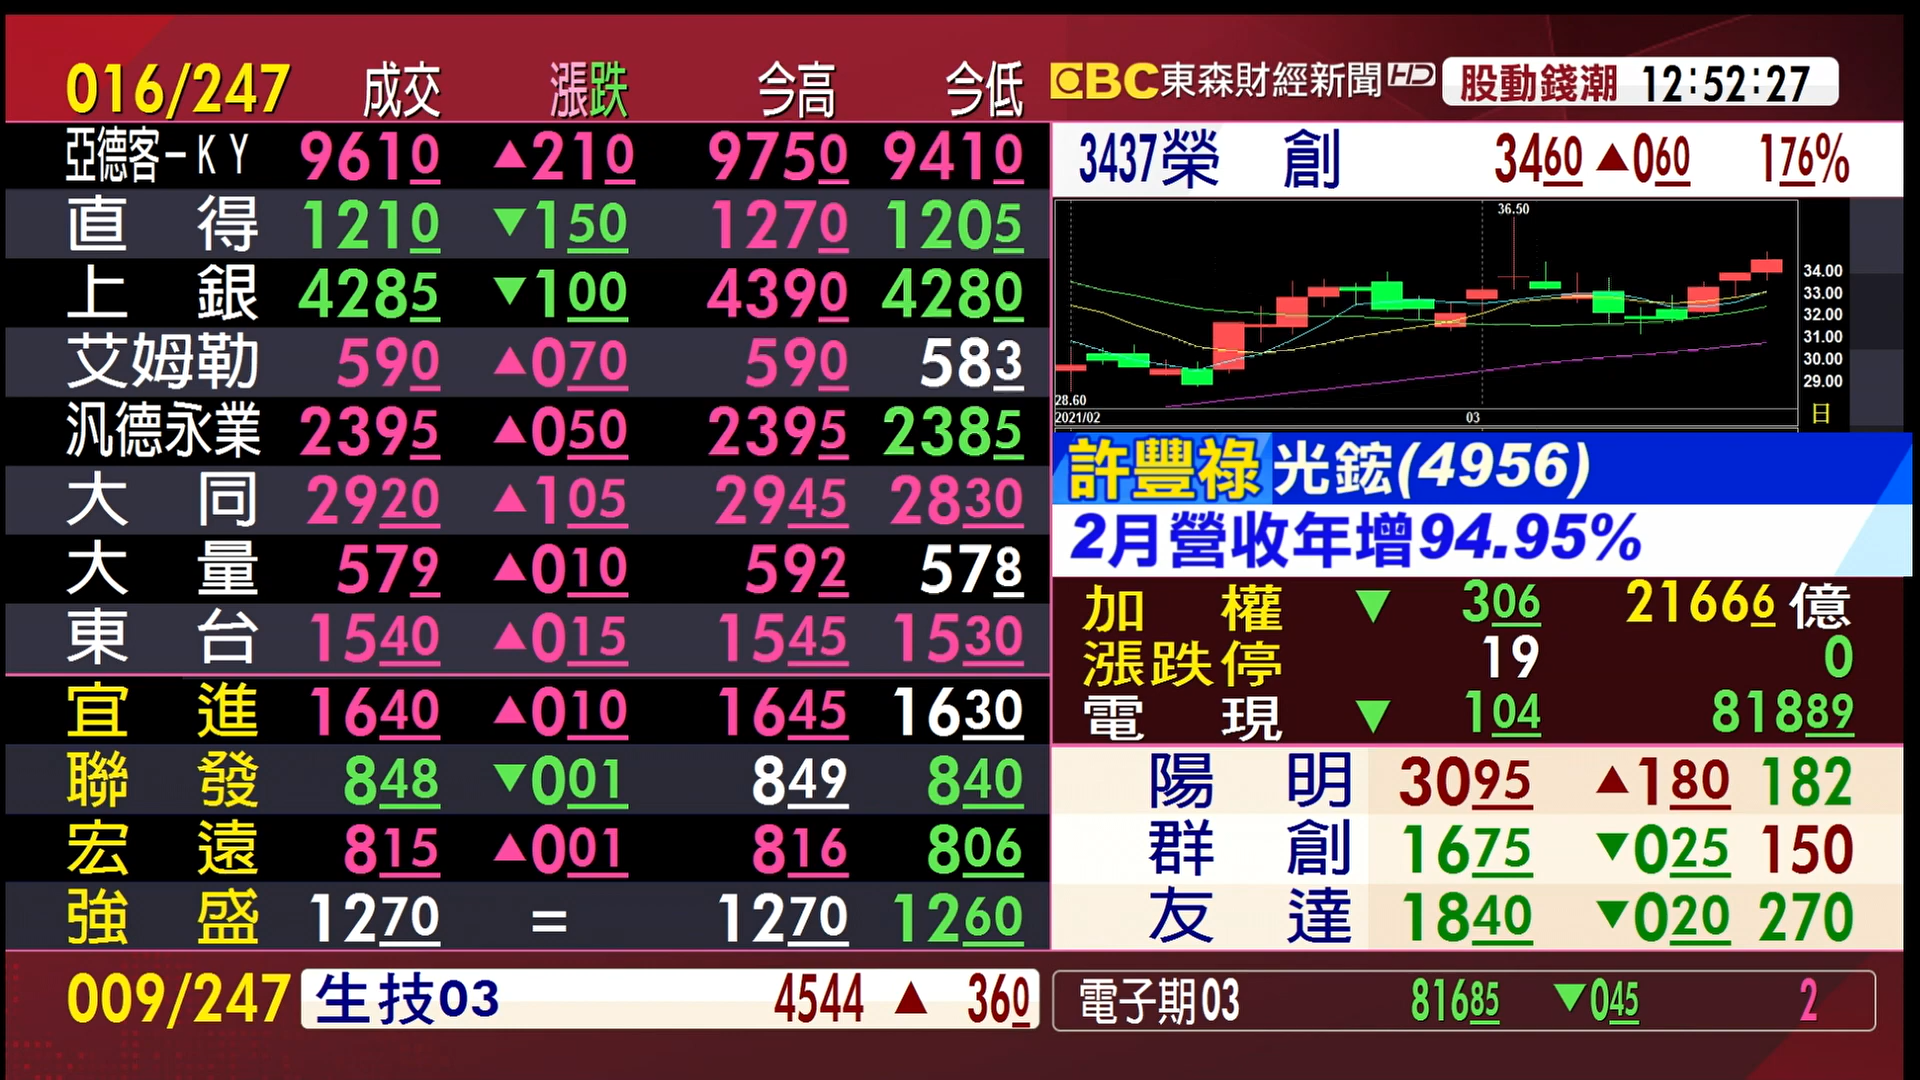 016/247 成交 漲跌 今高 今低
亞德客-KY 9610 ▲210 9750 9410
直得 1210 ▼150 1270 1205
上銀 4285 ▼100 4390 4280
艾姆勒 590 ▲070 590 583
汎德永業 2395 ▲050 2395 2385
大同 2920 ▲105 2945 2830
大量 579 ▲010 592 578
東台 1540 ▲015 1545 1530
宜進 1640 ▲010 1645 1630
聯發 848 ▼001 849 840
宏遠 815 ▲001 816 806
強盛 1270 = 1270 1260
009/247 生技03 4544 ▲ 360
EBC東森財經新聞HD 股動錢潮 12:52:27
3437榮創 3460 ▲060 176%
36.50
34.00
33.00
32.00
31.00
30.00
29.00
28.60
2021/02 03 日
許豐祿 光鋐(4956)
2月營收年增94.95%
加權 ▼ 306 21666億
漲跌停 19 0
電現 ▼ 104 81889
陽明 3095 ▲180 182
群創 1675 ▼025 150
友達 1840 ▼020 270
電子期03 81685 ▼045 2